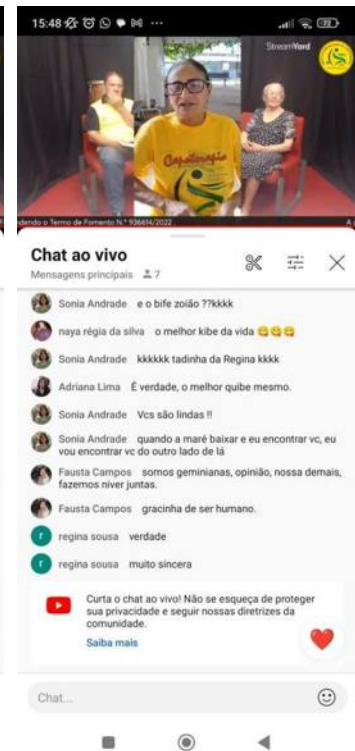 15:48
72
StreamYard
Capoterapia
dendo o Termo de Fomento N.º 936614/2022
A
Chat ao vivo
Mensagens principais 7
Sonia Andrade e o bife zoião ??kkkk
naya régia da silva o melhor kibe da vida 😋😋😋
Sonia Andrade kkkkkk tadinha da Regina kkkk
Adriana Lima É verdade, o melhor quibe mesmo.
Sonia Andrade Vcs são lindas !!
Sonia Andrade quando a maré baixar e eu encontrar vc, eu
vou encontrar vc do outro lado de lá
Fausta Campos somos geminianas, opinião, nossa demais,
fazemos niver juntas.
Fausta Campos gracinha de ser humano.
r regina sousa verdade
r regina sousa muito sincera
Curta o chat ao vivo! Não se esqueça de proteger
sua privacidade e seguir nossas diretrizes da
comunidade.
Saiba mais
Chat...